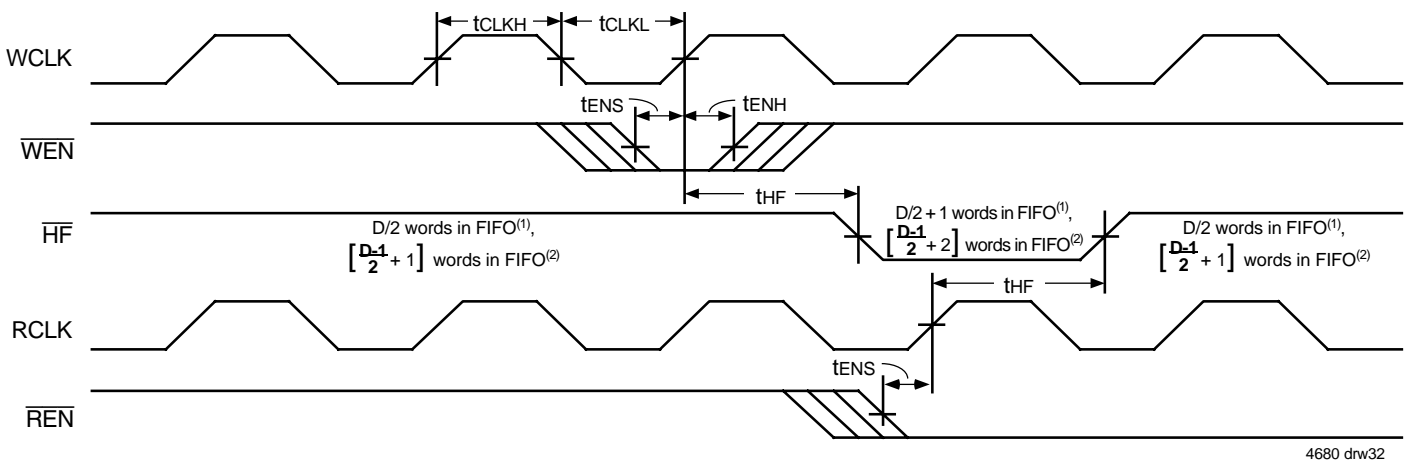 tCLKH
tCLKL
WCLK
tENS
tENH
WEN
tHF
HF
D/2 words in FIFO(1),
[D-1/2 + 1] words in FIFO(2)
D/2 + 1 words in FIFO(1),
[D-1/2 + 2] words in FIFO(2)
D/2 words in FIFO(1),
[D-1/2 + 1] words in FIFO(2)
tHF
RCLK
tENS
REN
4680 drw32